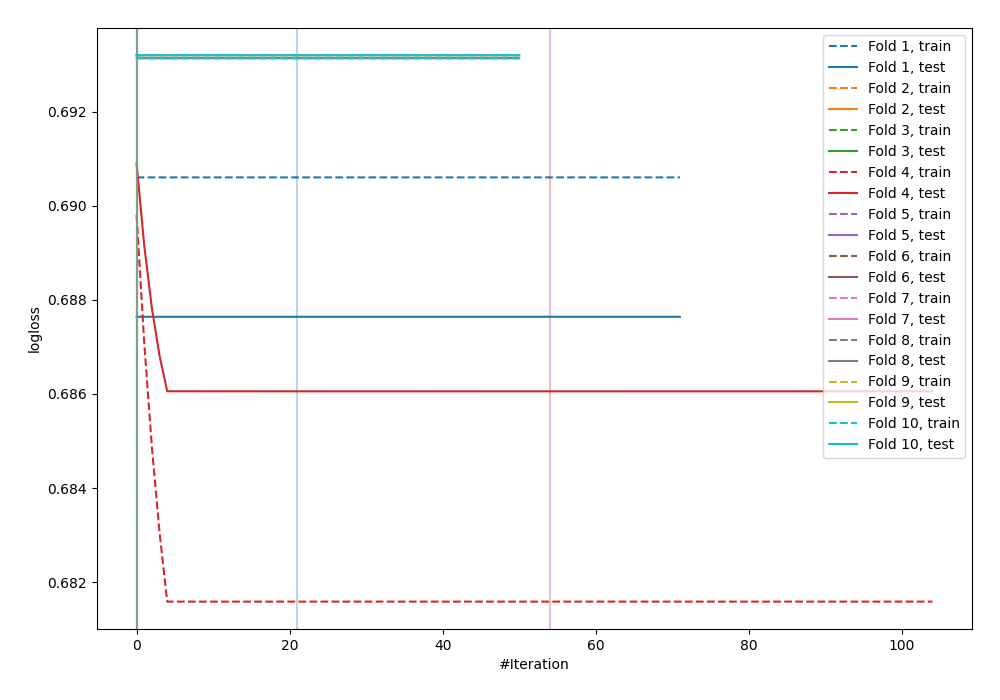 0.692
0.690
0.688
0.686
0.684
0.682
logloss
0
20
40
60
80
100
#Iteration
Fold 1, train
Fold 1, test
Fold 2, train
Fold 2, test
Fold 3, train
Fold 3, test
Fold 4, train
Fold 4, test
Fold 5, train
Fold 5, test
Fold 6, train
Fold 6, test
Fold 7, train
Fold 7, test
Fold 8, train
Fold 8, test
Fold 9, train
Fold 9, test
Fold 10, train
Fold 10, test